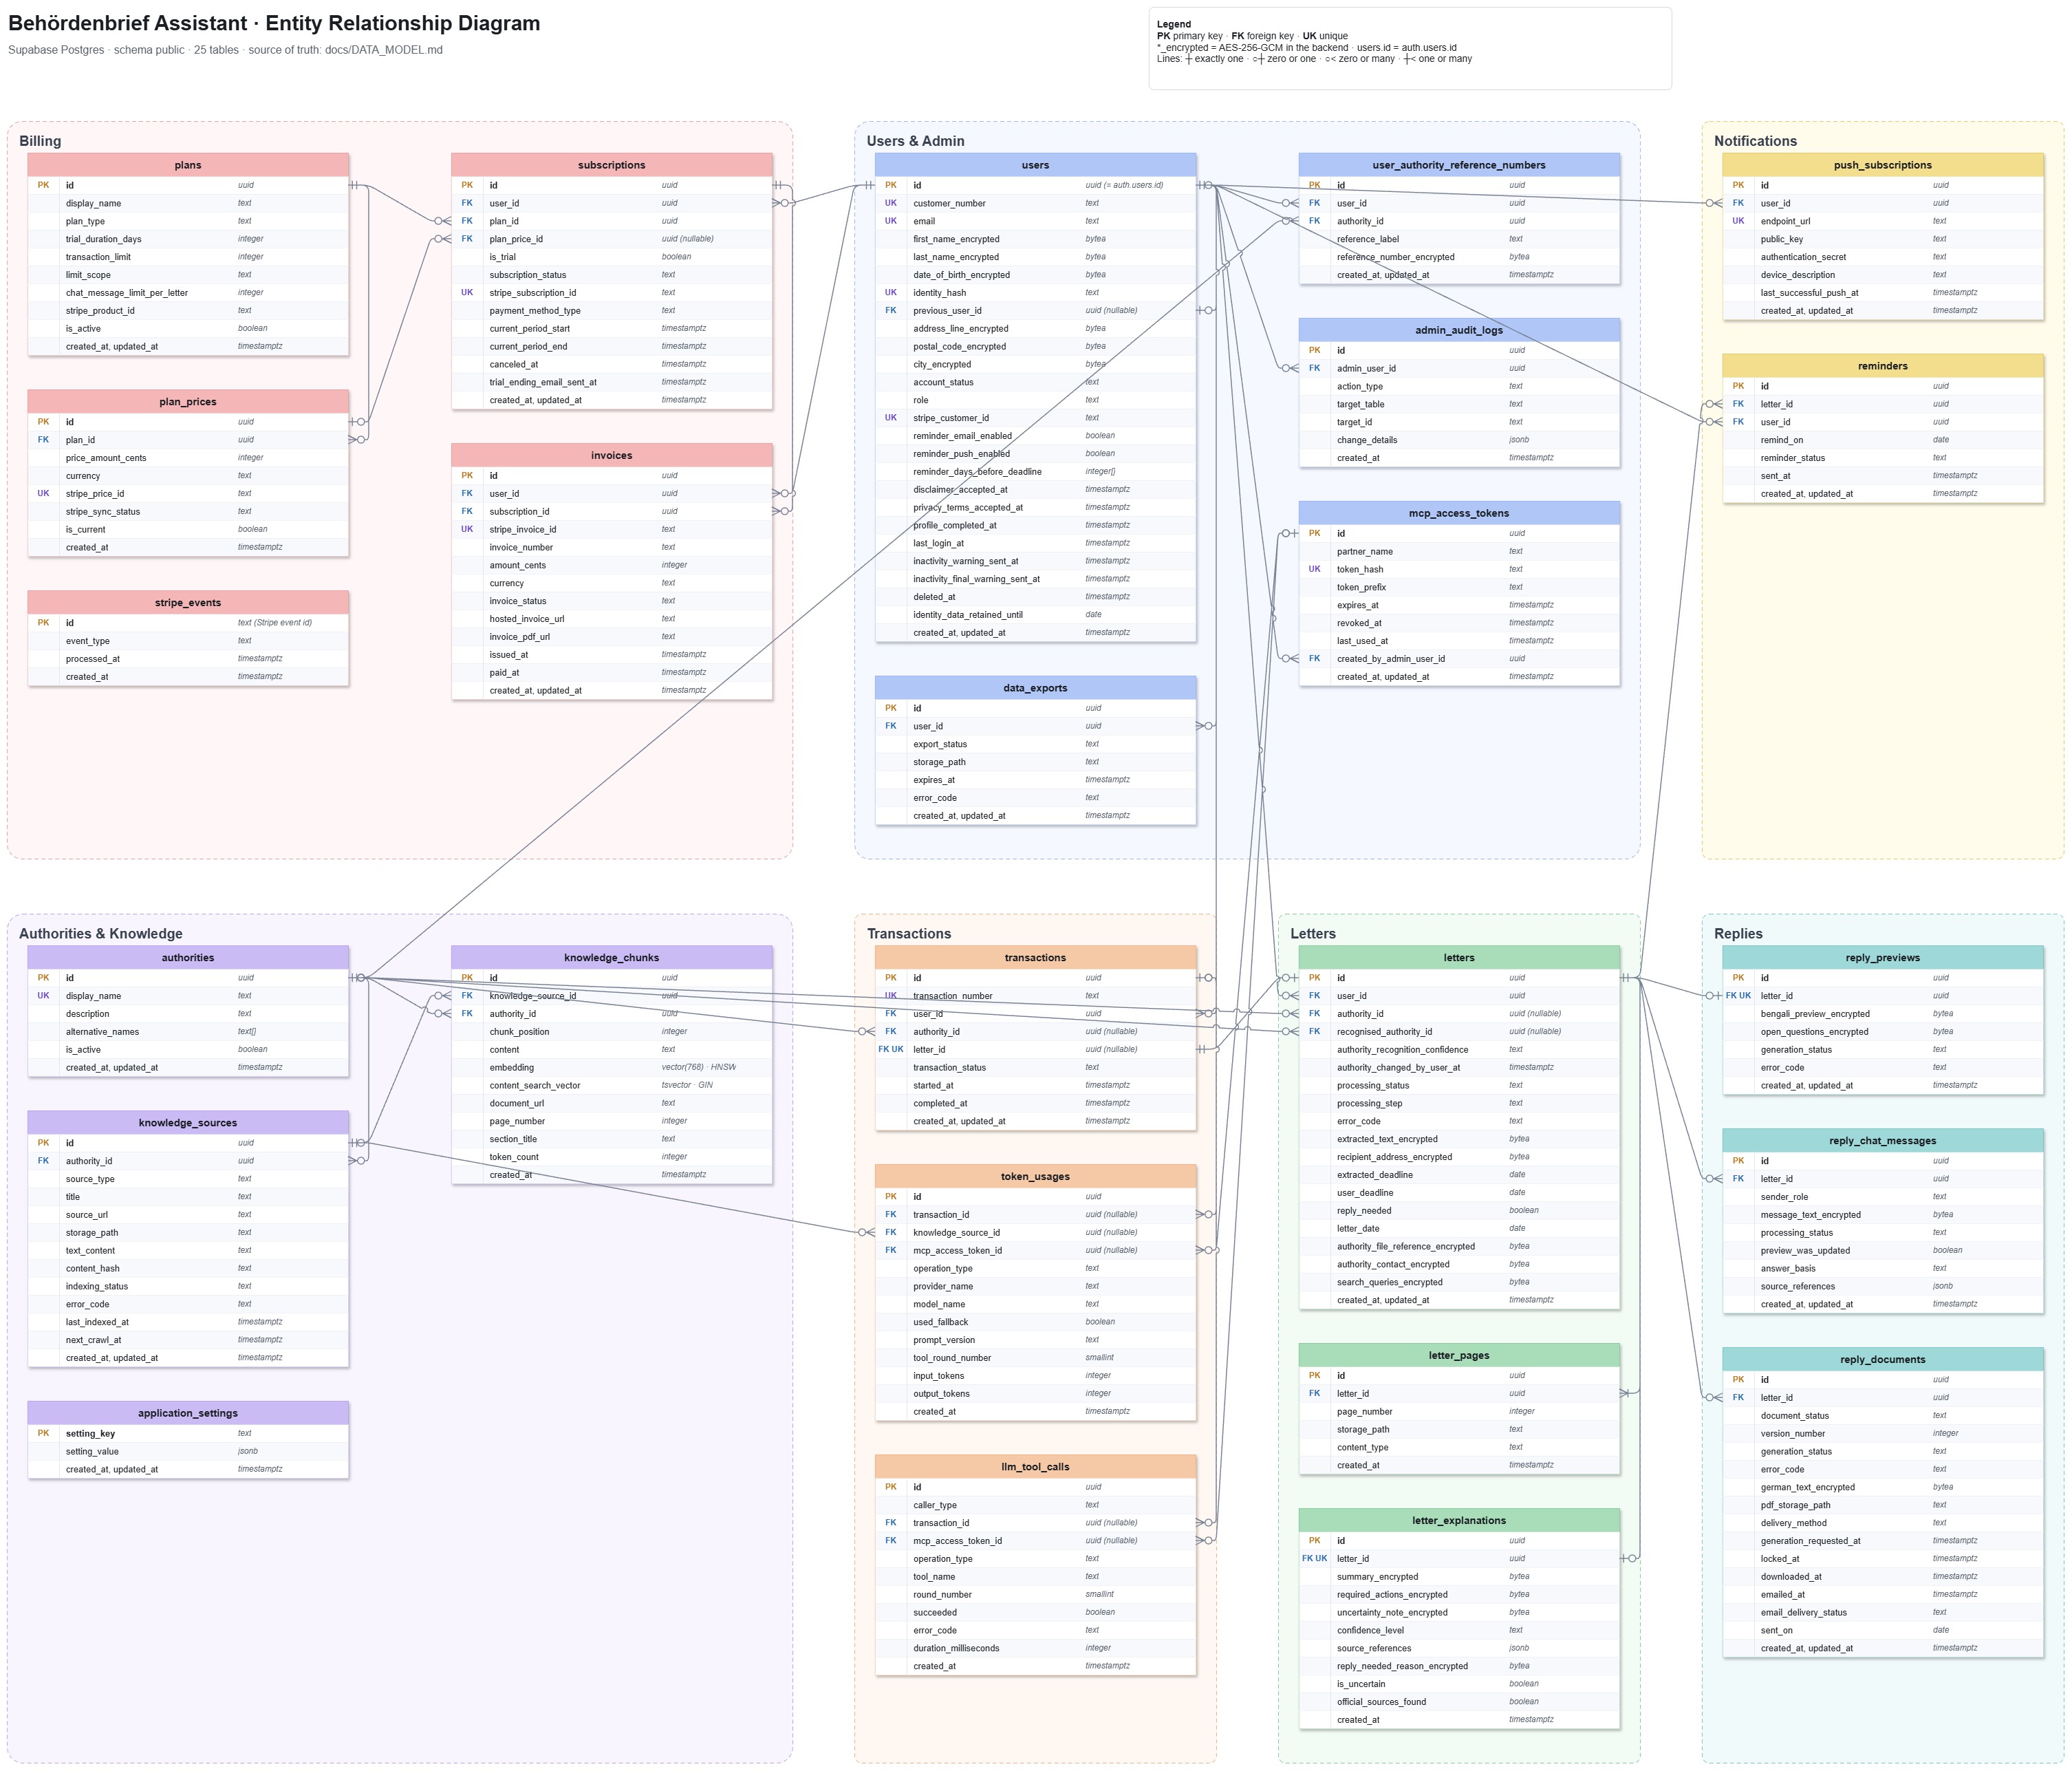 Behördenbrief Assistant · Entity Relationship Diagram
Supabase Postgres · schema public · 25 tables · source of truth: docs/DATA_MODEL.md
Legend
PK primary key · FK foreign key · UK unique
*_encrypted = AES-256-GCM in the backend · users.id = auth.users.id
Lines: ┼ exactly one · ○┼ zero or one · ○< zero or many · ┼< one or many
Billing
plans
PK id uuid
display_name text
plan_type text
trial_duration_days integer
transaction_limit integer
limit_scope text
chat_message_limit_per_letter integer
stripe_product_id text
is_active boolean
created_at, updated_at timestamptz
plan_prices
PK id uuid
FK plan_id uuid
price_amount_cents integer
currency text
UK stripe_price_id text
stripe_sync_status text
is_current boolean
created_at timestamptz
stripe_events
PK id text (Stripe event id)
event_type text
processed_at timestamptz
created_at timestamptz
subscriptions
PK id uuid
FK user_id uuid
FK plan_id uuid
FK plan_price_id uuid (nullable)
is_trial boolean
subscription_status text
UK stripe_subscription_id text
payment_method_type text
current_period_start timestamptz
current_period_end timestamptz
canceled_at timestamptz
trial_ending_email_sent_at timestamptz
created_at, updated_at timestamptz
invoices
PK id uuid
FK user_id uuid
FK subscription_id uuid
UK stripe_invoice_id text
invoice_number text
amount_cents integer
currency text
invoice_status text
hosted_invoice_url text
invoice_pdf_url text
issued_at timestamptz
paid_at timestamptz
created_at, updated_at timestamptz
Users & Admin
users
PK id uuid (= auth.users.id)
UK customer_number text
UK email text
first_name_encrypted bytea
last_name_encrypted bytea
date_of_birth_encrypted bytea
UK identity_hash text
FK previous_user_id uuid (nullable)
address_line_encrypted bytea
postal_code_encrypted bytea
city_encrypted bytea
account_status text
role text
UK stripe_customer_id text
reminder_email_enabled boolean
reminder_push_enabled boolean
reminder_days_before_deadline integer[]
disclaimer_accepted_at timestamptz
privacy_terms_accepted_at timestamptz
profile_completed_at timestamptz
last_login_at timestamptz
inactivity_warning_sent_at timestamptz
inactivity_final_warning_sent_at timestamptz
deleted_at timestamptz
identity_data_retained_until date
created_at, updated_at timestamptz
data_exports
PK id uuid
FK user_id uuid
export_status text
storage_path text
expires_at timestamptz
error_code text
created_at, updated_at timestamptz
user_authority_reference_numbers
PK id uuid
FK user_id uuid
FK authority_id uuid
reference_label text
reference_number_encrypted bytea
created_at, updated_at timestamptz
admin_audit_logs
PK id uuid
FK admin_user_id uuid
action_type text
target_table text
target_id text
change_details jsonb
created_at timestamptz
mcp_access_tokens
PK id uuid
partner_name text
UK token_hash text
token_prefix text
expires_at timestamptz
revoked_at timestamptz
last_used_at timestamptz
FK created_by_admin_user_id uuid
created_at, updated_at timestamptz
Notifications
push_subscriptions
PK id uuid
FK user_id uuid
UK endpoint_url text
public_key text
authentication_secret text
device_description text
last_successful_push_at timestamptz
created_at, updated_at timestamptz
reminders
PK id uuid
FK letter_id uuid
FK user_id uuid
remind_on date
reminder_status text
sent_at timestamptz
created_at, updated_at timestamptz
Authorities & Knowledge
authorities
PK id uuid
UK display_name text
description text
alternative_names text[]
is_active boolean
created_at, updated_at timestamptz
knowledge_sources
PK id uuid
FK authority_id uuid
source_type text
title text
source_url text
storage_path text
text_content text
content_hash text
indexing_status text
error_code text
last_indexed_at timestamptz
next_crawl_at timestamptz
created_at, updated_at timestamptz
application_settings
PK setting_key text
setting_value jsonb
created_at, updated_at timestamptz
knowledge_chunks
PK id uuid
FK knowledge_source_id uuid
FK authority_id uuid
chunk_position integer
content text
embedding vector(768) · HNSW
content_search_vector tsvector · GIN
document_url text
page_number integer
section_title text
token_count integer
created_at timestamptz
Transactions
transactions
PK id uuid
UK transaction_number text
FK user_id uuid
FK authority_id uuid (nullable)
FK UK letter_id uuid (nullable)
transaction_status text
started_at timestamptz
completed_at timestamptz
created_at, updated_at timestamptz
token_usages
PK id uuid
FK transaction_id uuid (nullable)
FK knowledge_source_id uuid (nullable)
FK mcp_access_token_id uuid (nullable)
operation_type text
provider_name text
model_name text
used_fallback boolean
prompt_version text
tool_round_number smallint
input_tokens integer
output_tokens integer
created_at timestamptz
llm_tool_calls
PK id uuid
caller_type text
FK transaction_id uuid (nullable)
FK mcp_access_token_id uuid (nullable)
operation_type text
tool_name text
round_number smallint
succeeded boolean
error_code text
duration_milliseconds integer
created_at timestamptz
Letters
letters
PK id uuid
FK user_id uuid
FK authority_id uuid (nullable)
FK recognised_authority_id uuid (nullable)
authority_recognition_confidence text
authority_changed_by_user_at timestamptz
processing_status text
processing_step text
error_code text
extracted_text_encrypted bytea
recipient_address_encrypted bytea
extracted_deadline date
user_deadline date
reply_needed boolean
letter_date date
authority_file_reference_encrypted bytea
authority_contact_encrypted bytea
search_queries_encrypted bytea
created_at, updated_at timestamptz
letter_pages
PK id uuid
FK letter_id uuid
page_number integer
storage_path text
content_type text
created_at timestamptz
letter_explanations
PK id uuid
FK UK letter_id uuid
summary_encrypted bytea
required_actions_encrypted bytea
uncertainty_note_encrypted bytea
confidence_level text
source_references jsonb
reply_needed_reason_encrypted bytea
is_uncertain boolean
official_sources_found boolean
created_at timestamptz
Replies
reply_previews
PK id uuid
FK UK letter_id uuid
bengali_preview_encrypted bytea
open_questions_encrypted bytea
generation_status text
error_code text
created_at, updated_at timestamptz
reply_chat_messages
PK id uuid
FK letter_id uuid
sender_role text
message_text_encrypted bytea
processing_status text
preview_was_updated boolean
answer_basis text
source_references jsonb
created_at, updated_at timestamptz
reply_documents
PK id uuid
FK letter_id uuid
document_status text
version_number integer
generation_status text
error_code text
german_text_encrypted bytea
pdf_storage_path text
delivery_method text
generation_requested_at timestamptz
locked_at timestamptz
downloaded_at timestamptz
emailed_at timestamptz
email_delivery_status text
sent_on date
created_at, updated_at timestamptz